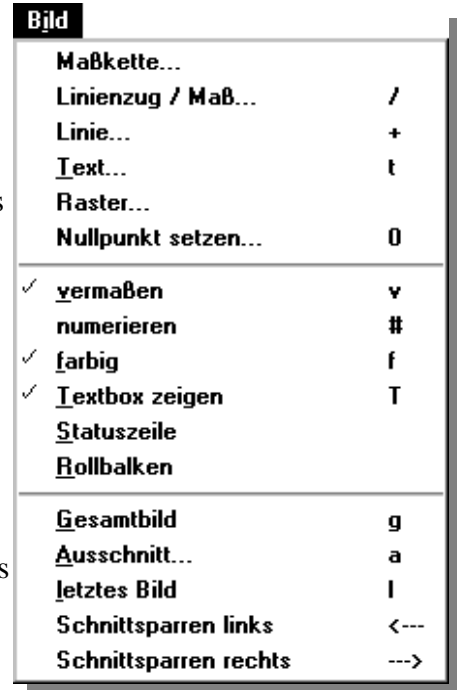 Bild
Maßkette...
Linienzug / Maß... /
Linie... +
Text... t
s
Raster...
Nullpunkt setzen... 0
✓ vermaßen v
numerieren #
✓ farbig f
✓ Textbox zeigen T
Statuszeile
Rollbalken
Gesamtbild g
s
Ausschnitt... a
letztes Bild l
Schnittsparren links <---
Schnittsparren rechts --->